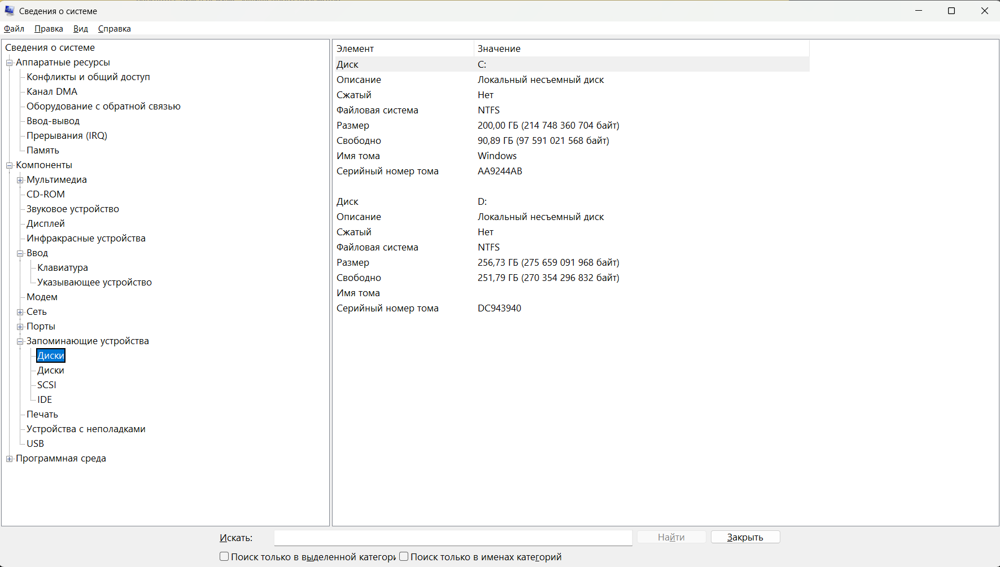 Сведения о системе
Файл Правка Вид Справка
Сведения о системе
Аппаратные ресурсы
Конфликты и общий доступ
Канал DMA
Оборудование с обратной связью
Ввод-вывод
Прерывания (IRQ)
Память
Компоненты
Мультимедиа
CD-ROM
Звуковое устройство
Дисплей
Инфракрасные устройства
Ввод
Клавиатура
Указывающее устройство
Модем
Сеть
Порты
Запоминающие устройства
Диски
Диски
SCSI
IDE
Печать
Устройства с неполадками
USB
Программная среда
Элемент Значение
Диск C:
Описание Локальный несъемный диск
Сжатый Нет
Файловая система NTFS
Размер 200,00 ГБ (214 748 360 704 байт)
Свободно 90,89 ГБ (97 591 021 568 байт)
Имя тома Windows
Серийный номер тома AA9244AB
Диск D:
Описание Локальный несъемный диск
Сжатый Нет
Файловая система NTFS
Размер 256,73 ГБ (275 659 091 968 байт)
Свободно 251,79 ГБ (270 354 296 832 байт)
Имя тома
Серийный номер тома DC943940
Искать: Найти Закрыть
Поиск только в выделенной категори Поиск только в именах категорий